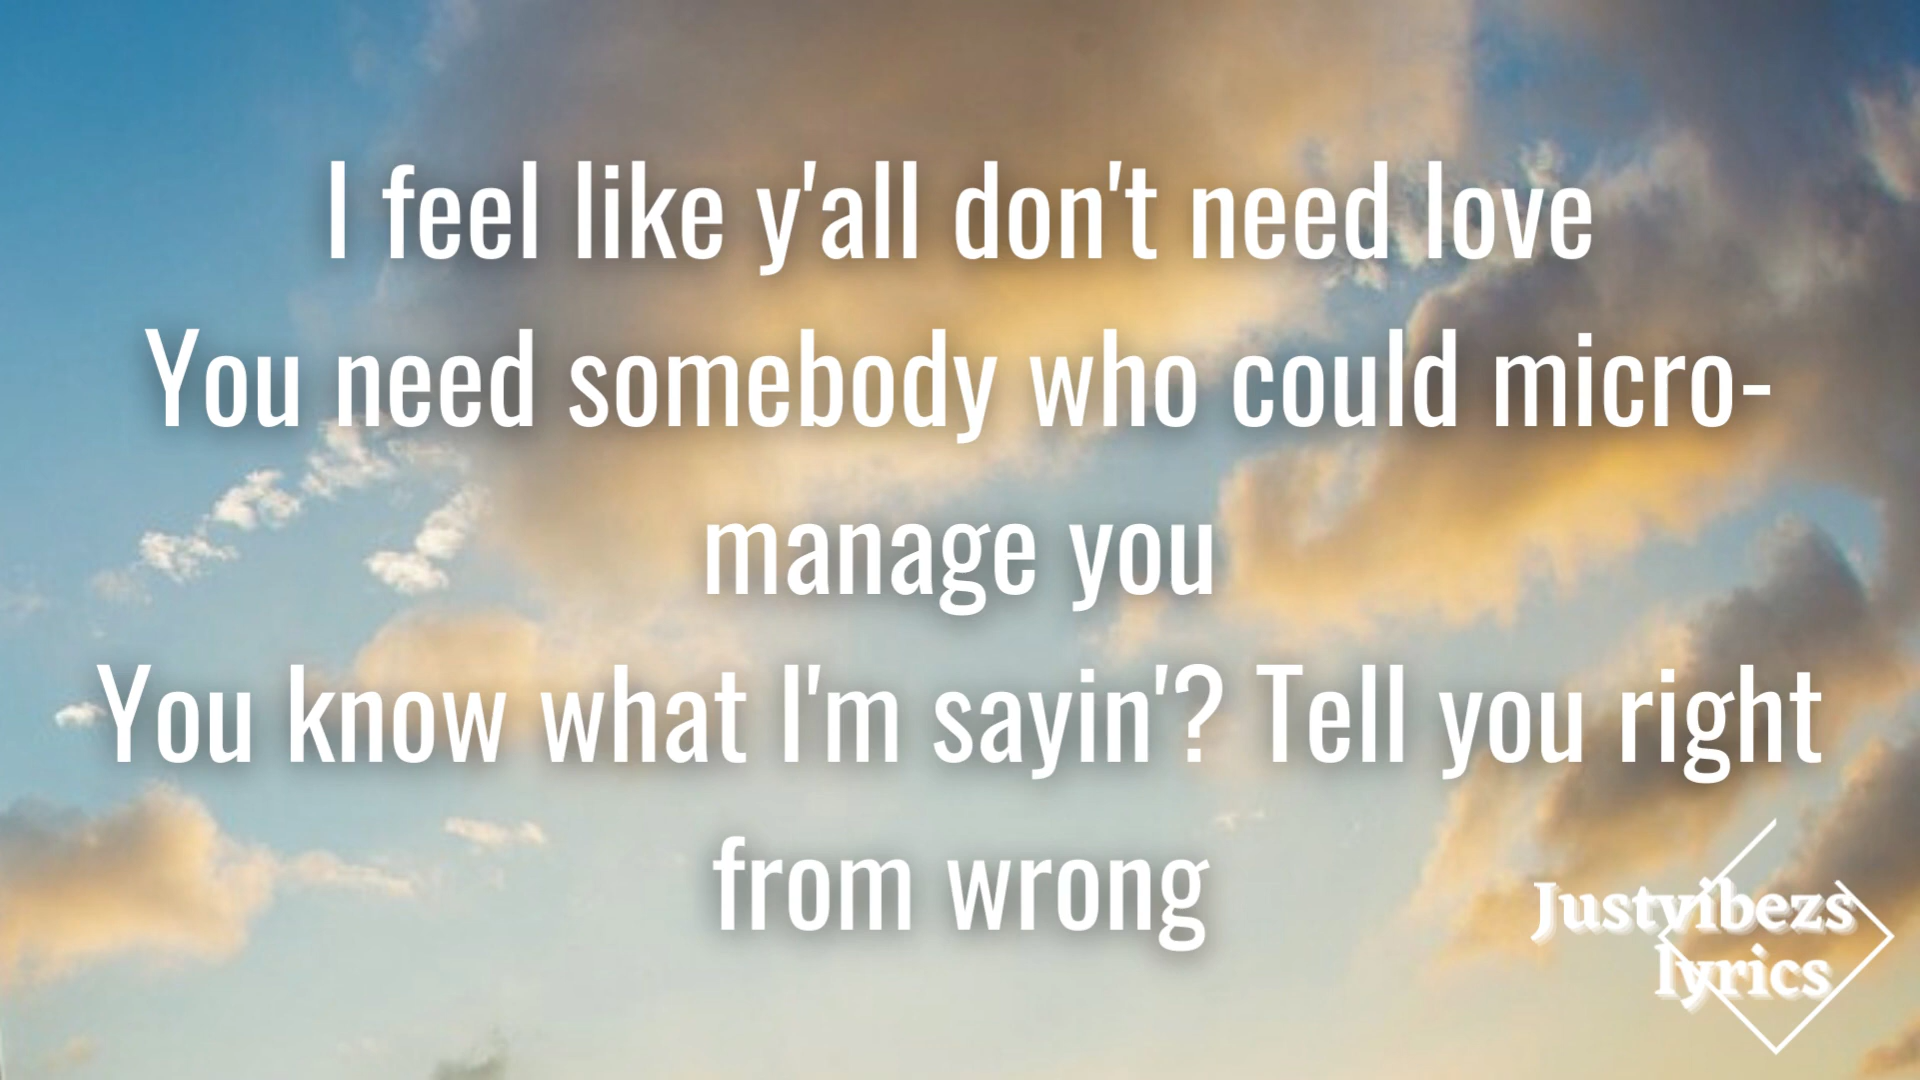 I feel like y'all don't need love
You need somebody who could micro-
manage you
You know what I'm sayin'? Tell you right
from wrong
Justvibezs
lyrics